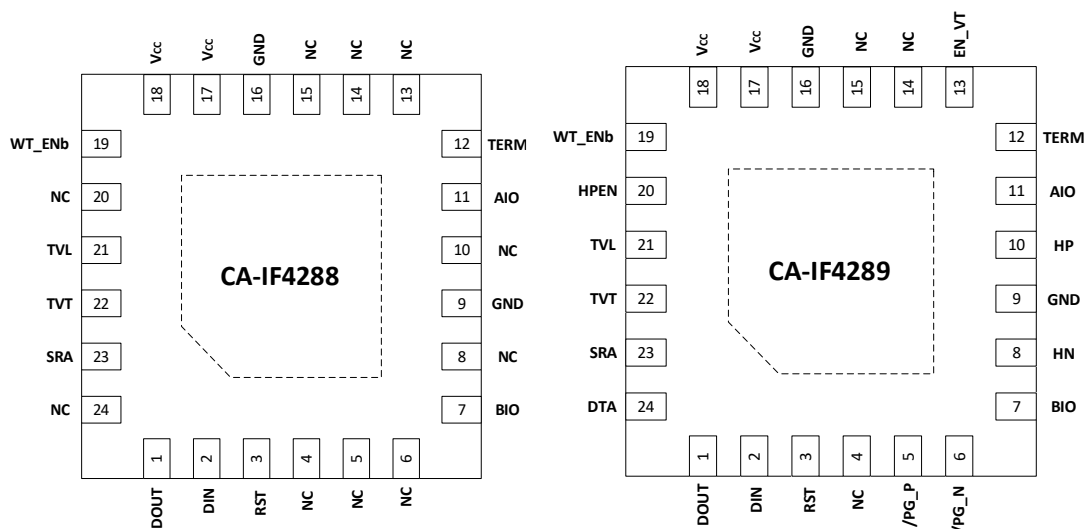 Vcc Vcc GND NC NC NC
18 17 16 15 14 13
WT_ENb 19 12 TERM
NC 20 11 AIO
TVL 21 10 NC
CA-IF4288
TVT 22 9 GND
SRA 23 8 NC
NC 24 7 BIO
1 2 3 4 5 6
DOUT DIN RST NC NC NC
Vcc Vcc GND NC NC EN_VT
18 17 16 15 14 13
WT_ENb 19 12 TERM
HPEN 20 11 AIO
TVL 21 10 HP
CA-IF4289
TVT 22 9 GND
SRA 23 8 HN
DTA 24 7 BIO
1 2 3 4 5 6
DOUT DIN RST NC /PG_P /PG_N